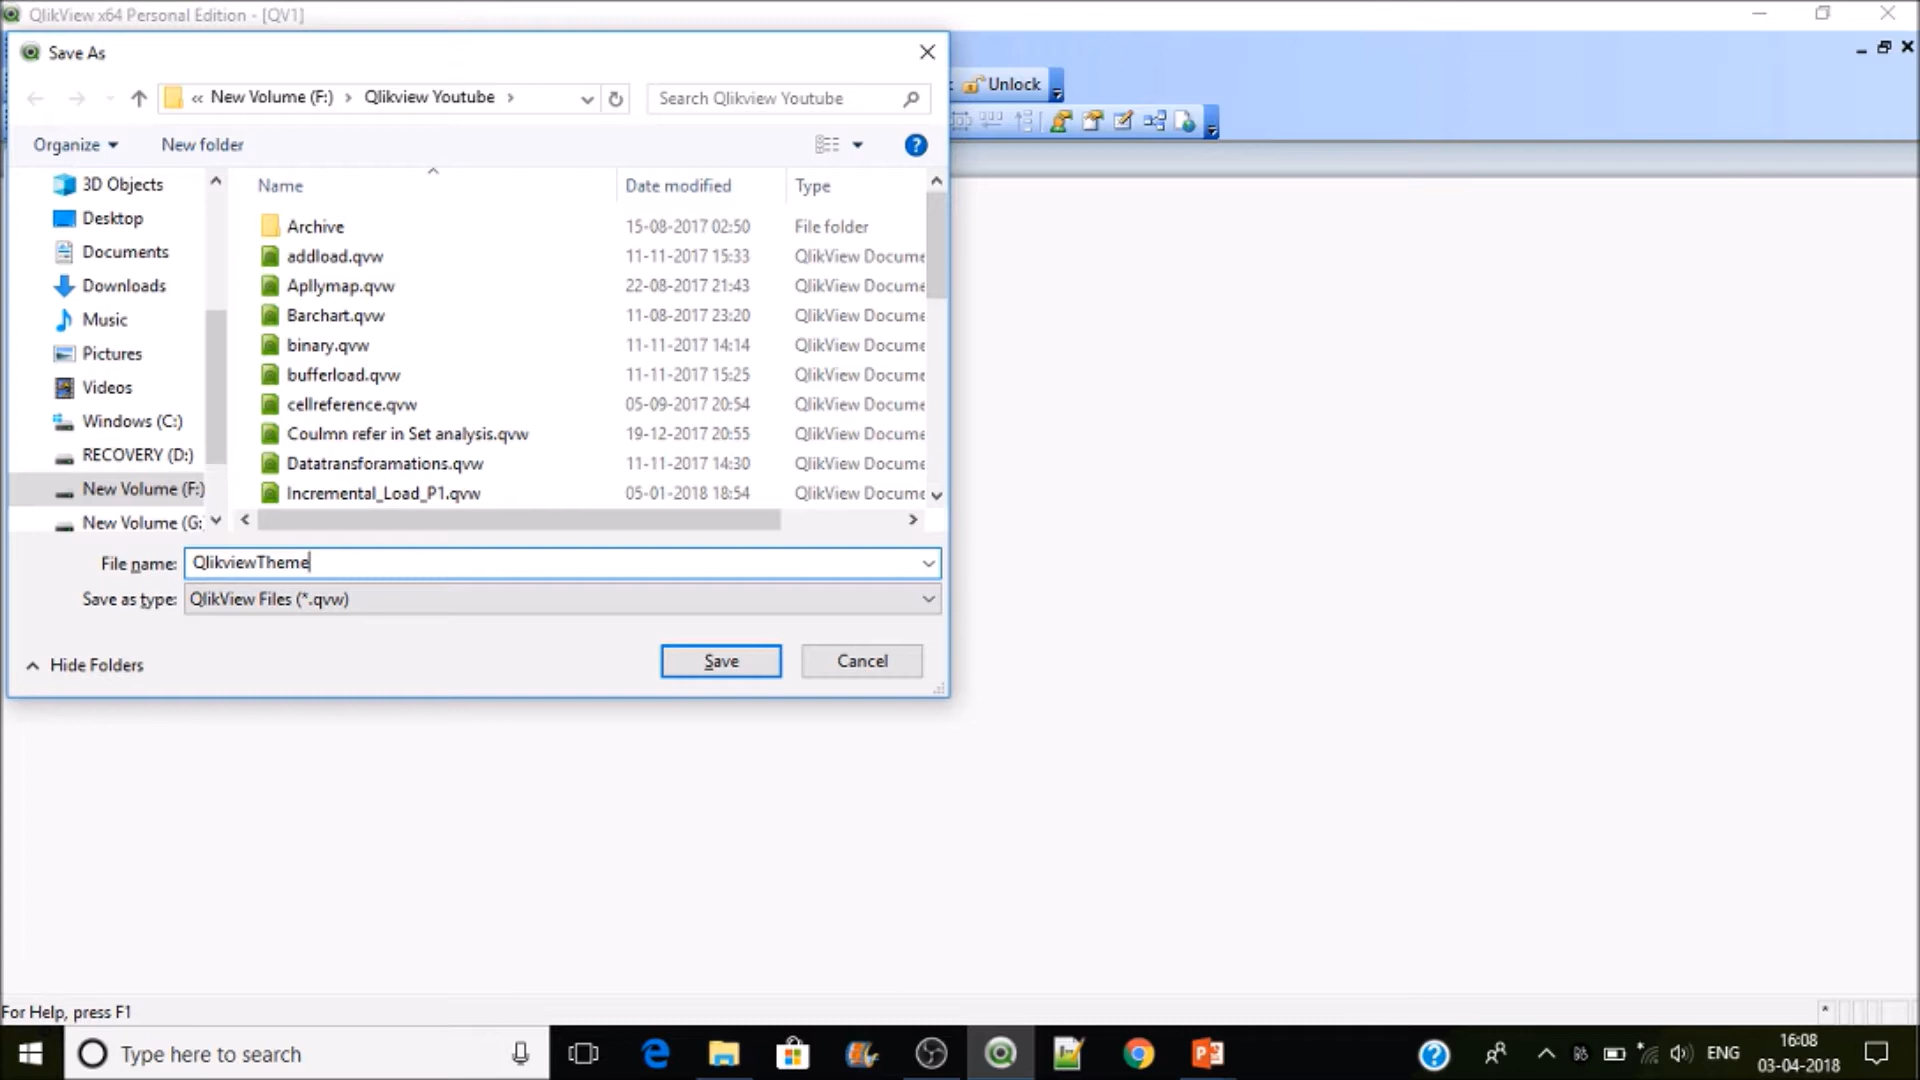 QlikView x64 Personal Edition - [QV1]
Save As
« New Volume (F:) > Qlikview Youtube >
Search Qlikview Youtube
Unlock
Organize
New folder
Name
Date modified
Type
3D Objects
Desktop
Documents
Downloads
Music
Pictures
Videos
Windows (C:)
RECOVERY (D:)
New Volume (F:)
New Volume (G:
Archive 15-08-2017 02:50 File folder
addload.qvw 11-11-2017 15:33 QlikView Docume
Apllymap.qvw 22-08-2017 21:43 QlikView Docume
Barchart.qvw 11-08-2017 23:20 QlikView Docume
binary.qvw 11-11-2017 14:14 QlikView Docume
bufferload.qvw 11-11-2017 15:25 QlikView Docume
cellreference.qvw 05-09-2017 20:54 QlikView Docume
Coulmn refer in Set analysis.qvw 19-12-2017 20:55 QlikView Docume
Datatransforamations.qvw 11-11-2017 14:30 QlikView Docume
Incremental_Load_P1.qvw 05-01-2018 18:54 QlikView Docume
File name: QlikviewTheme
Save as type: QlikView Files (*.qvw)
Hide Folders
Save
Cancel
For Help, press F1
Type here to search
ENG
16:08
03-04-2018